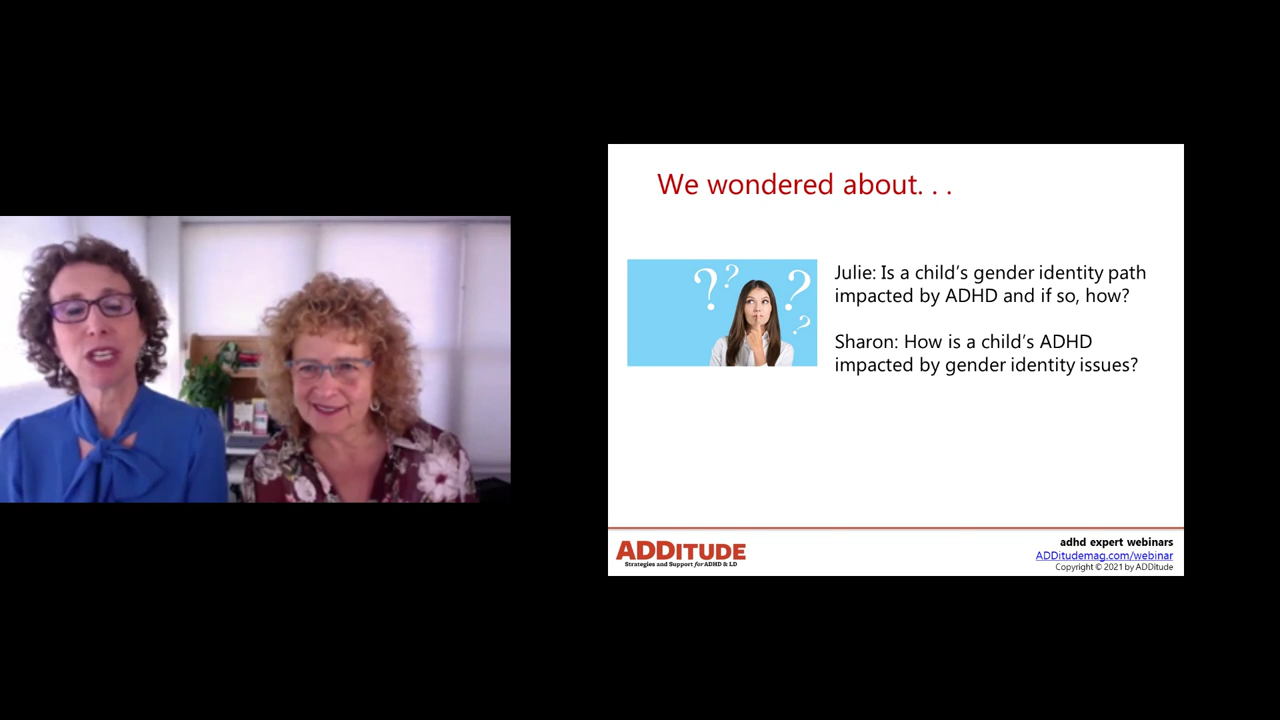 We wondered about. . .
Julie: Is a child’s gender identity path
impacted by ADHD and if so, how?
Sharon: How is a child’s ADHD
impacted by gender identity issues?
ADDITUDE
Strategies and Support for ADHD & LD
adhd expert webinars
ADDitudemag.com/webinar
Copyright © 2021 by ADDitude